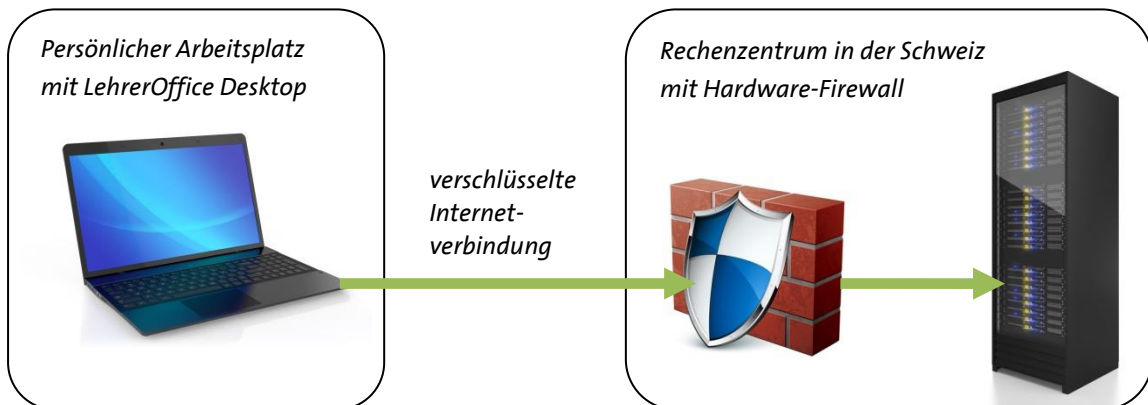 Persönlicher Arbeitsplatz
mit LehrerOffice Desktop
verschlüsselte
Internet-
verbindung
Rechenzentrum in der Schweiz
mit Hardware-Firewall